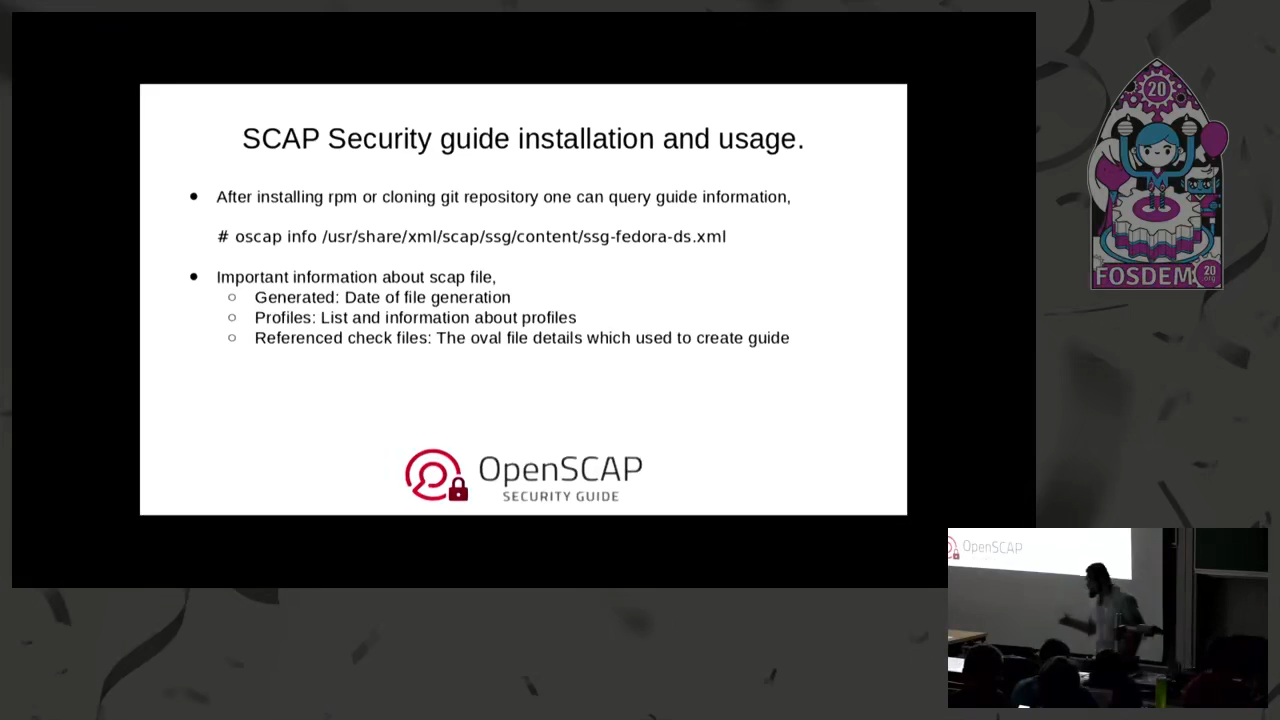 SCAP Security guide installation and usage.
● After installing rpm or cloning git repository one can query guide information,
# oscap info /usr/share/xml/scap/ssg/content/ssg-fedora-ds.xml
● Important information about scap file,
○ Generated: Date of file generation
○ Profiles: List and information about profiles
○ Referenced check files: The oval file details which used to create guide
OpenSCAP
SECURITY GUIDE
20
FOSDEM
20
.org
OpenSCAP